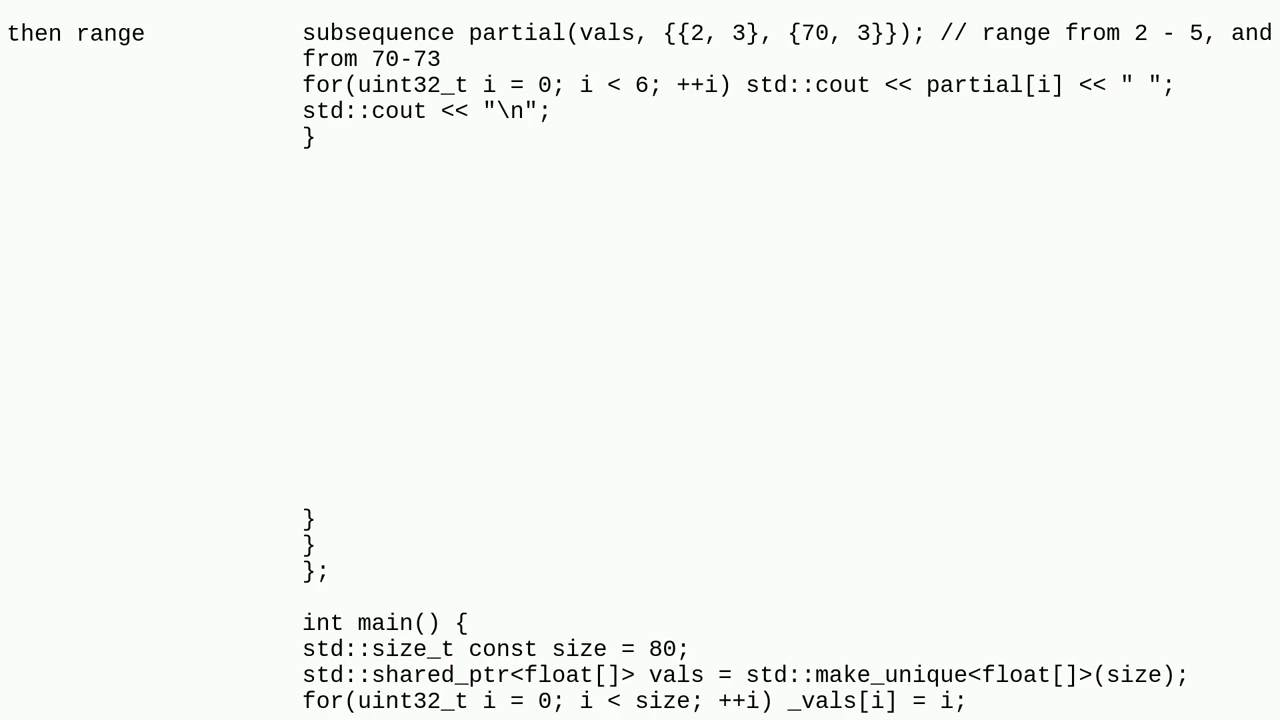 then range
subsequence partial(vals, {{2, 3}, {70, 3}}); // range from 2 - 5, and
from 70-73
for(uint32_t i = 0; i < 6; ++i) std::cout << partial[i] << " ";
std::cout << "\n";
}
}
}
};
int main() {
std::size_t const size = 80;
std::shared_ptr<float[]> vals = std::make_unique<float[]>(size);
for(uint32_t i = 0; i < size; ++i) _vals[i] = i;